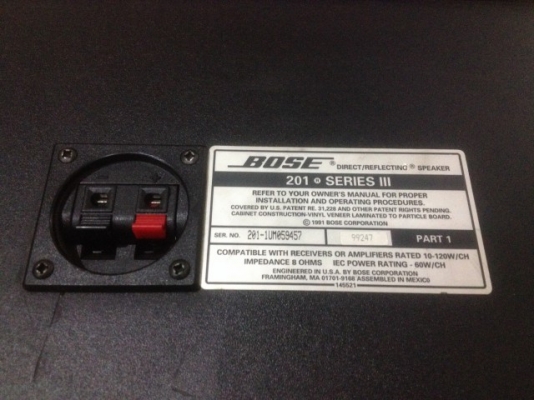 BOSE® DIRECT/REFLECTING® SPEAKER
201 • SERIES III
REFER TO YOUR OWNER'S MANUAL FOR PROPER
INSTALLATION AND OPERATING PROCEDURES.
COVERED BY U.S. PATENT RE. 31,228 AND OTHER PATENT RIGHTS PENDING.
CABINET CONSTRUCTION-VINYL VENEER LAMINATED TO PARTICLE BOARD.
© 1991 BOSE CORPORATION
SER. NO. 201-1UM059457 99247 PART 1
COMPATIBLE WITH RECEIVERS OR AMPLIFIERS RATED 10-120W/CH
IMPEDANCE 8 OHMS IEC POWER RATING - 60W/CH
ENGINEERED IN U.S.A. BY BOSE CORPORATION
FRAMINGHAM, MA 01701-9168 ASSEMBLED IN MEXICO
145521